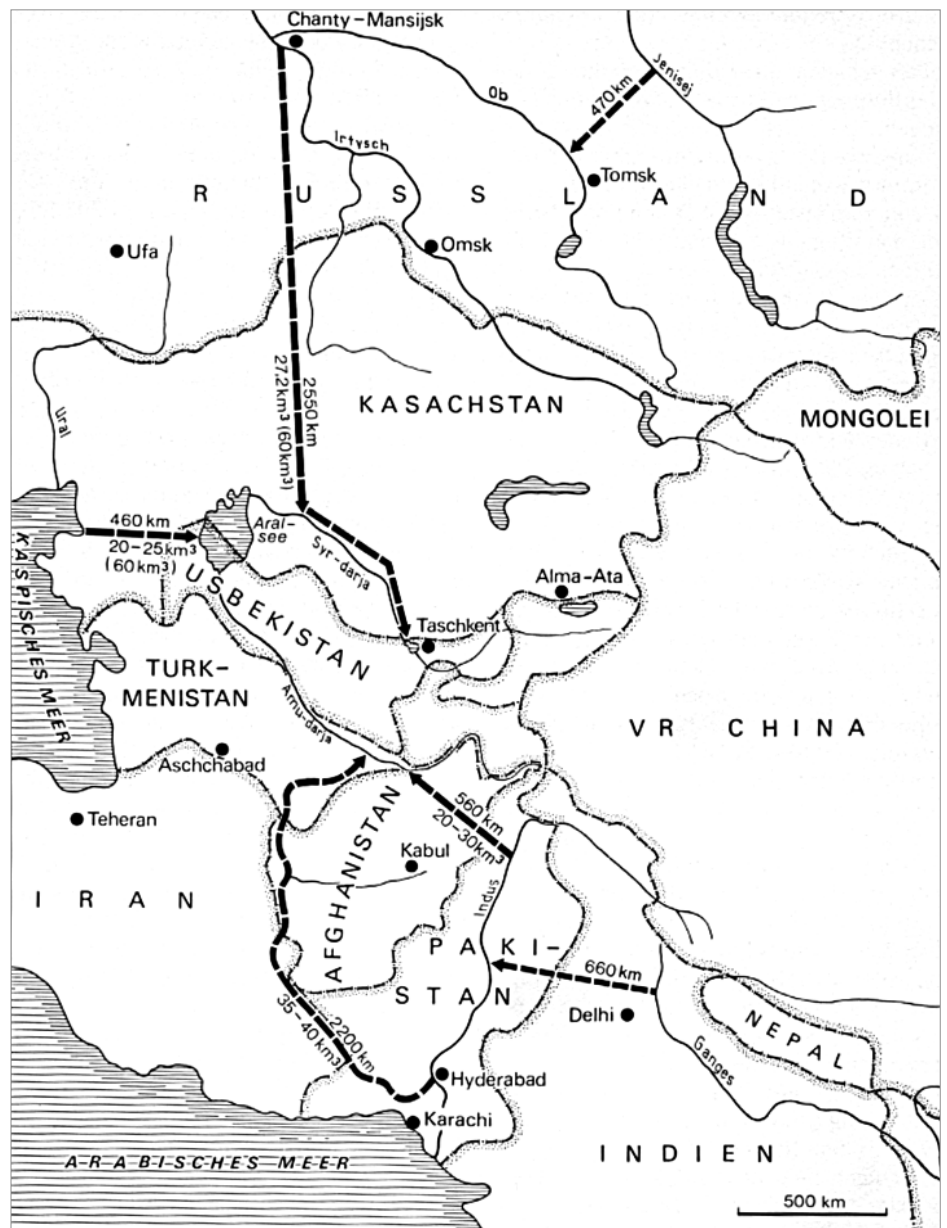 Chanty-Mansijsk
Jenisej
Ob
470 km
Irtysch
Tomsk
RUSSLAND
Omsk
Ufa
2550 km
27,2 km³ (60 km³)
KASACHSTAN
MONGOLEI
Ural
KASPISCHES MEER
460 km
20–25 km³
(60 km³)
Aral-
see
Syr-darja
Alma-Ata
USBEKISTAN
Taschkent
TURK-
MENISTAN
Amu-darja
VR CHINA
Aschchabad
Teheran
560 km
20–30 km³
AFGHANISTAN
Kabul
Indus
IRAN
PAKI-
STAN
660 km
Delhi
NEPAL
2200 km
35–40 km³
Ganges
Hyderabad
Karachi
ARABISCHES MEER
INDIEN
500 km